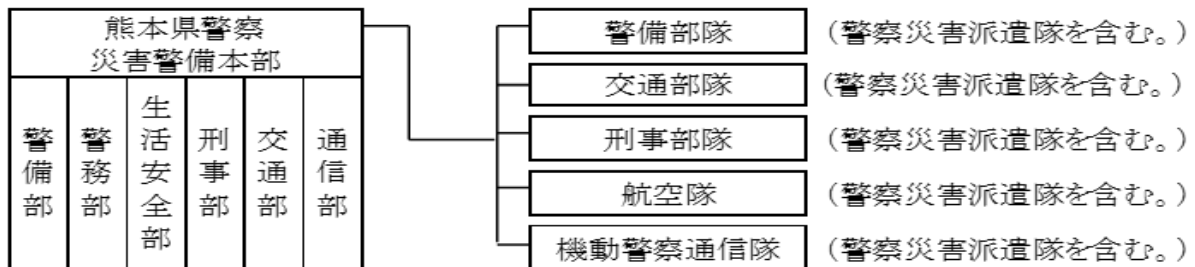 熊本県警察
災害警備本部
警備部
警務部
生活安全部
刑事部
交通部
通信部
警備部隊 (警察災害派遣隊を含む。)
交通部隊 (警察災害派遣隊を含む。)
刑事部隊 (警察災害派遣隊を含む。)
航空隊 (警察災害派遣隊を含む。)
機動警察通信隊 (警察災害派遣隊を含む。)